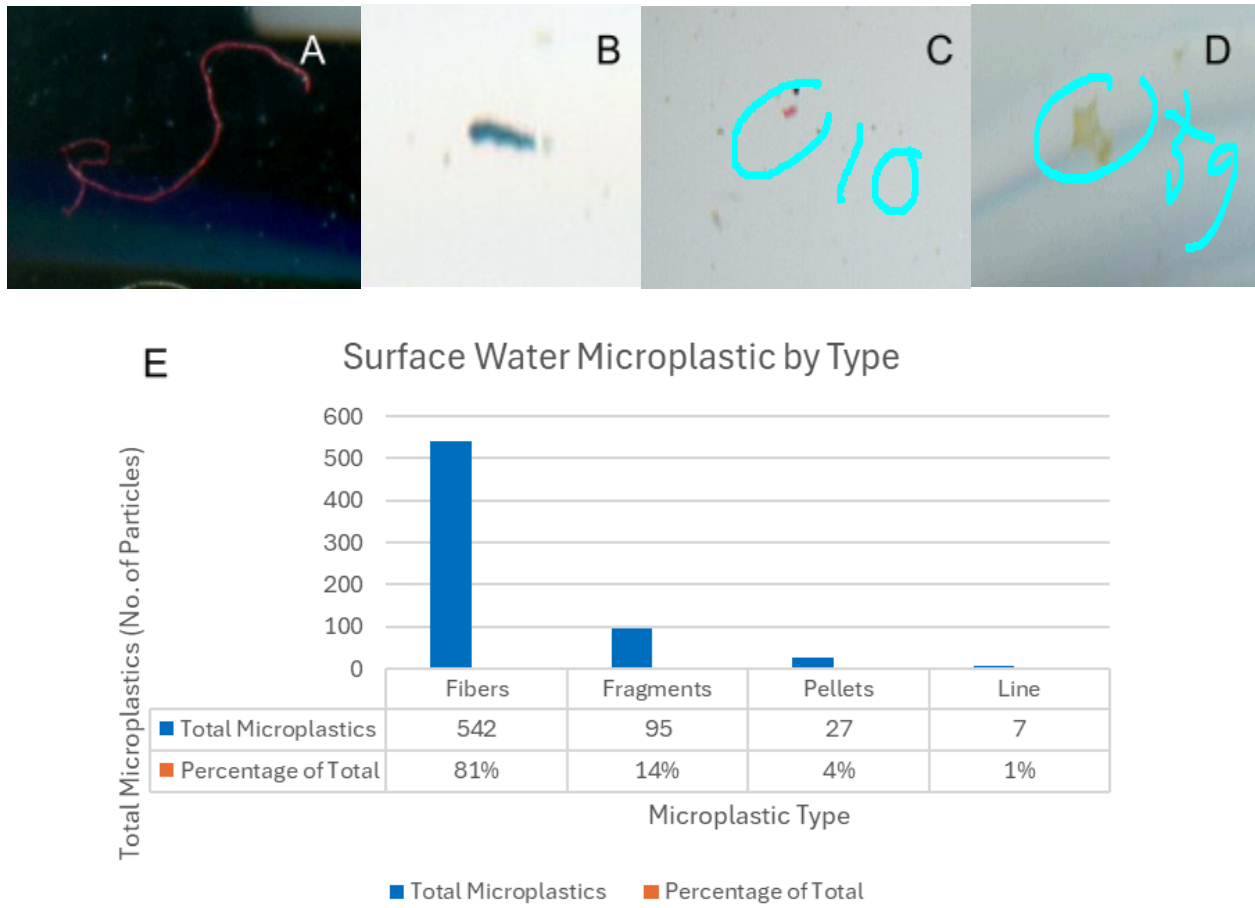 A
B
C
D
10
E
Surface Water Microplastic by Type
Total Microplastics (No. of Particles)
600
500
400
300
200
100
0
Fibers Fragments Pellets Line
Total Microplastics 542 95 27 7
Percentage of Total 81% 14% 4% 1%
Microplastic Type
Total Microplastics Percentage of Total